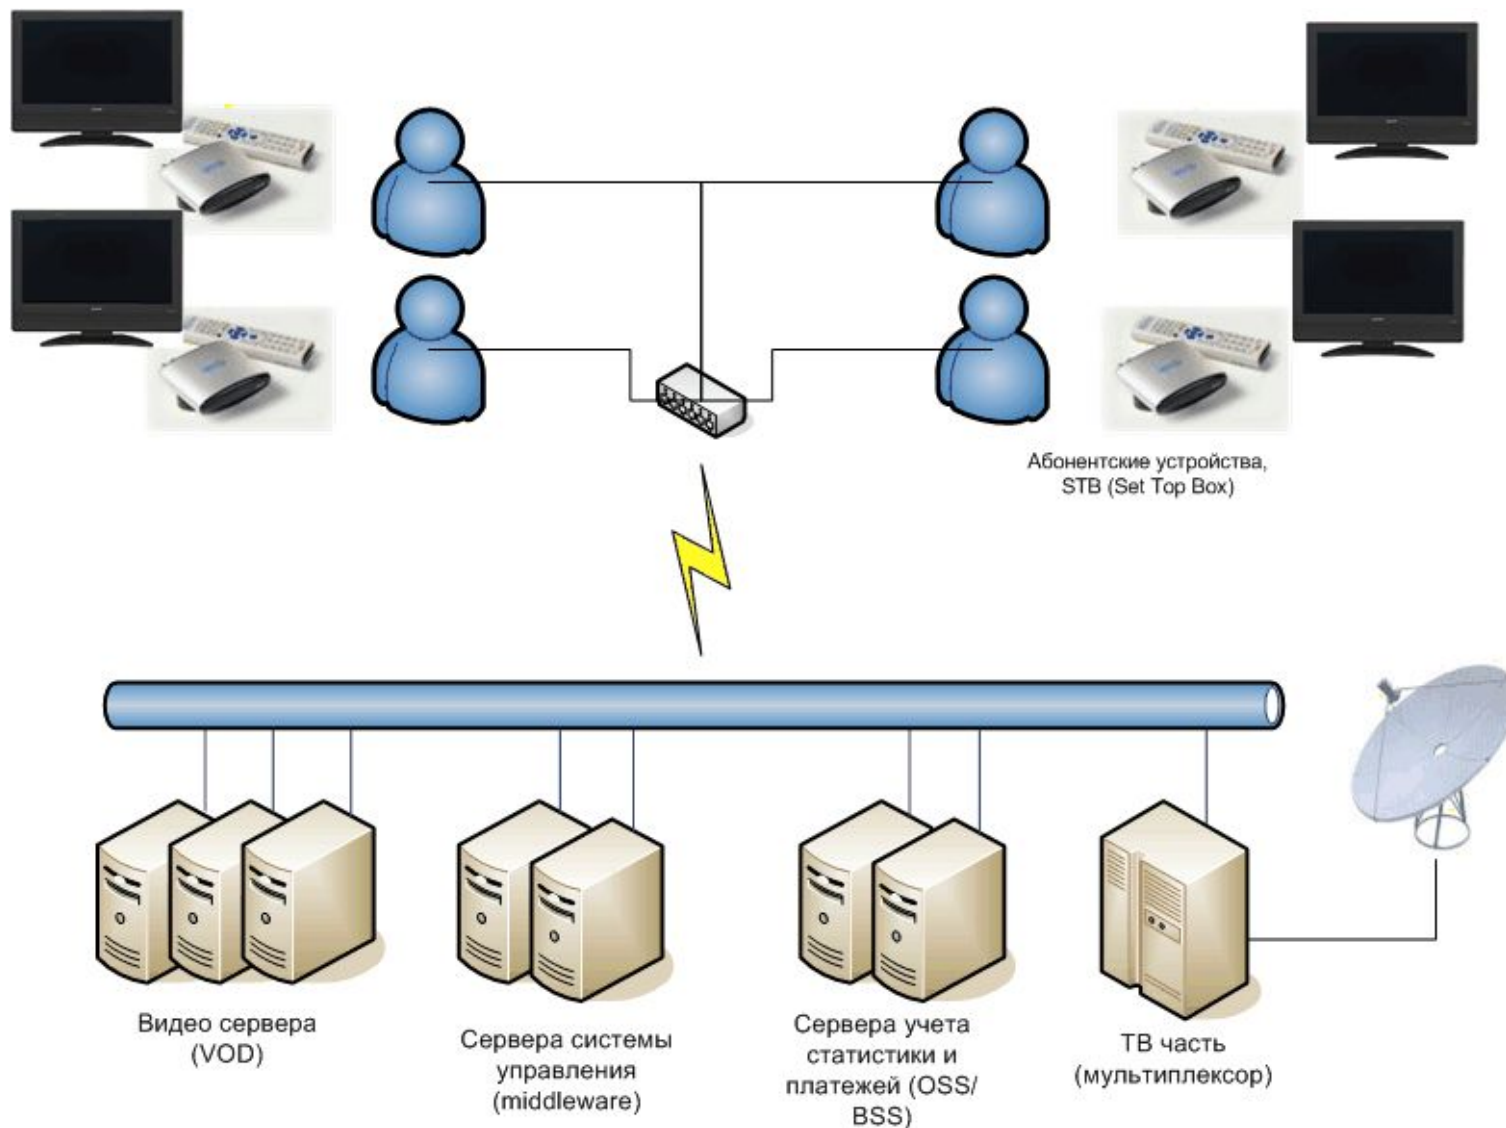 Абонентские устройства,
STB (Set Top Box)
Видео сервера
(VOD)
Сервера системы
управления
(middleware)
Сервера учета
статистики и
платежей (OSS/
BSS)
ТВ часть
(мультиплексор)